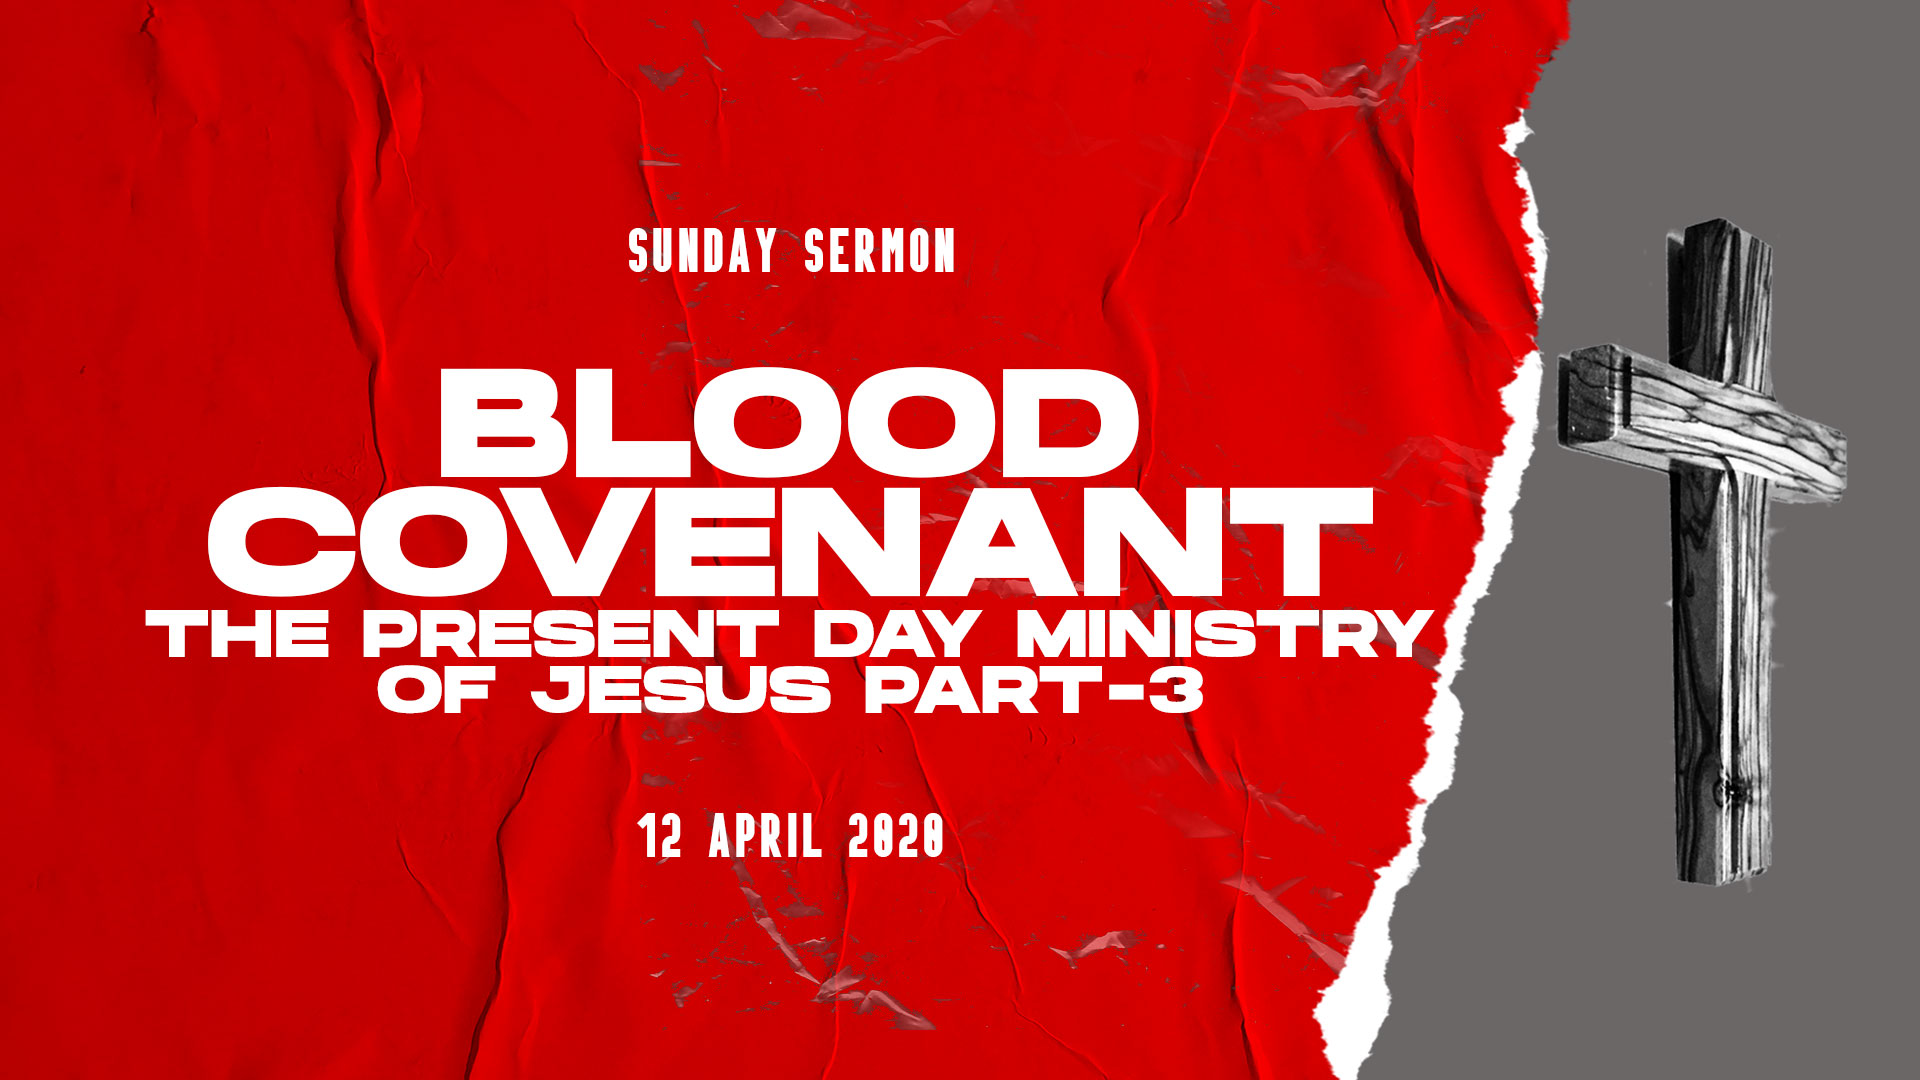 SUNDAY SERMON
BLOOD
COVENANT
THE PRESENT DAY MINISTRY
OF JESUS PART-3
12 APRIL 2020